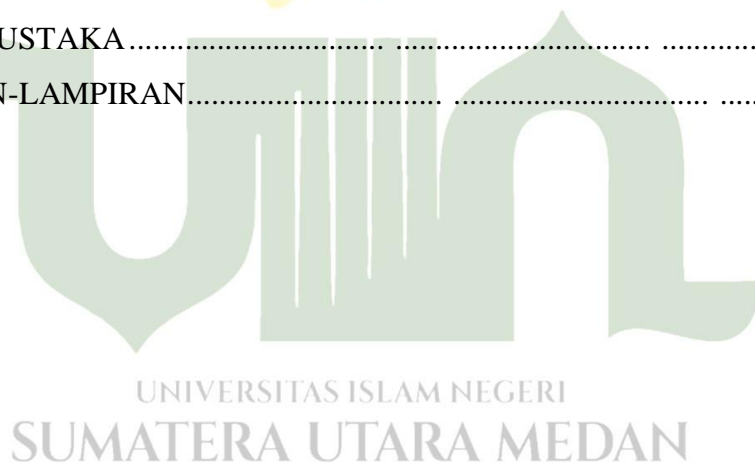 USTAKA................................ ................................ ............
N-LAMPIRAN................................ ................................ .....
UNIVERSITAS ISLAM NEGERI
SUMATERA UTARA MEDAN